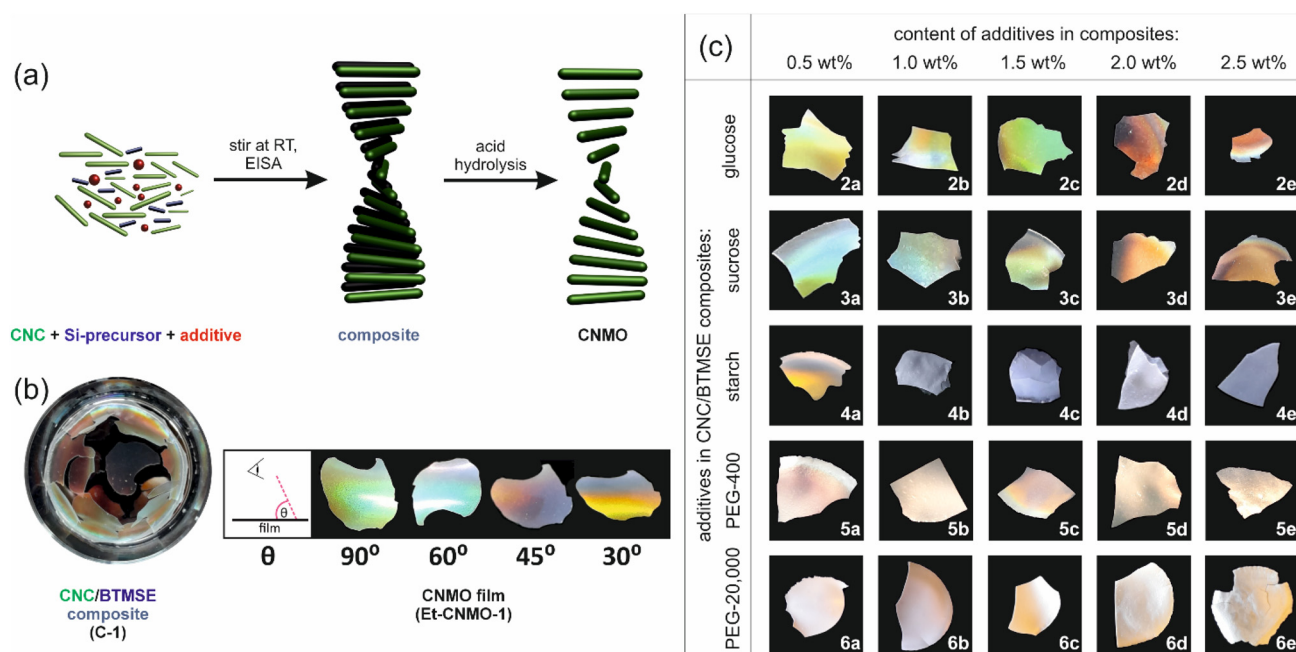 (a)
stir at RT,
EISA
acid
hydrolysis
CNC + Si-precursor + additive
composite
CNMO
(b)
film
θ
θ
90⁰
60⁰
45⁰
30⁰
CNC/BTMSE
composite
(C-1)
CNMO film
(Et-CNMO-1)
(c)
content of additives in composites:
0.5 wt%
1.0 wt%
1.5 wt%
2.0 wt%
2.5 wt%
additives in CNC/BTMSE composites:
glucose
2a
2b
2c
2d
2e
sucrose
3a
3b
3c
3d
3e
starch
4a
4b
4c
4d
4e
PEG-400
5a
5b
5c
5d
5e
PEG-20,000
6a
6b
6c
6d
6e